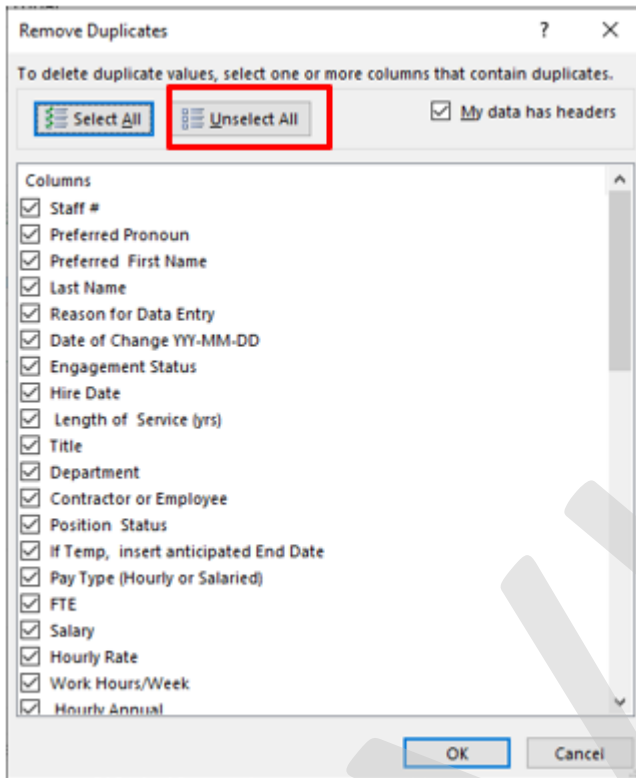 Remove Duplicates ? ×
To delete duplicate values, select one or more columns that contain duplicates.
Select All Unselect All My data has headers
Columns
Staff #
Preferred Pronoun
Preferred First Name
Last Name
Reason for Data Entry
Date of Change YYY-MM-DD
Engagement Status
Hire Date
Length of Service (yrs)
Title
Department
Contractor or Employee
Position Status
If Temp, insert anticipated End Date
Pay Type (Hourly or Salaried)
FTE
Salary
Hourly Rate
Work Hours/Week
Hourly Annual
OK Cancel